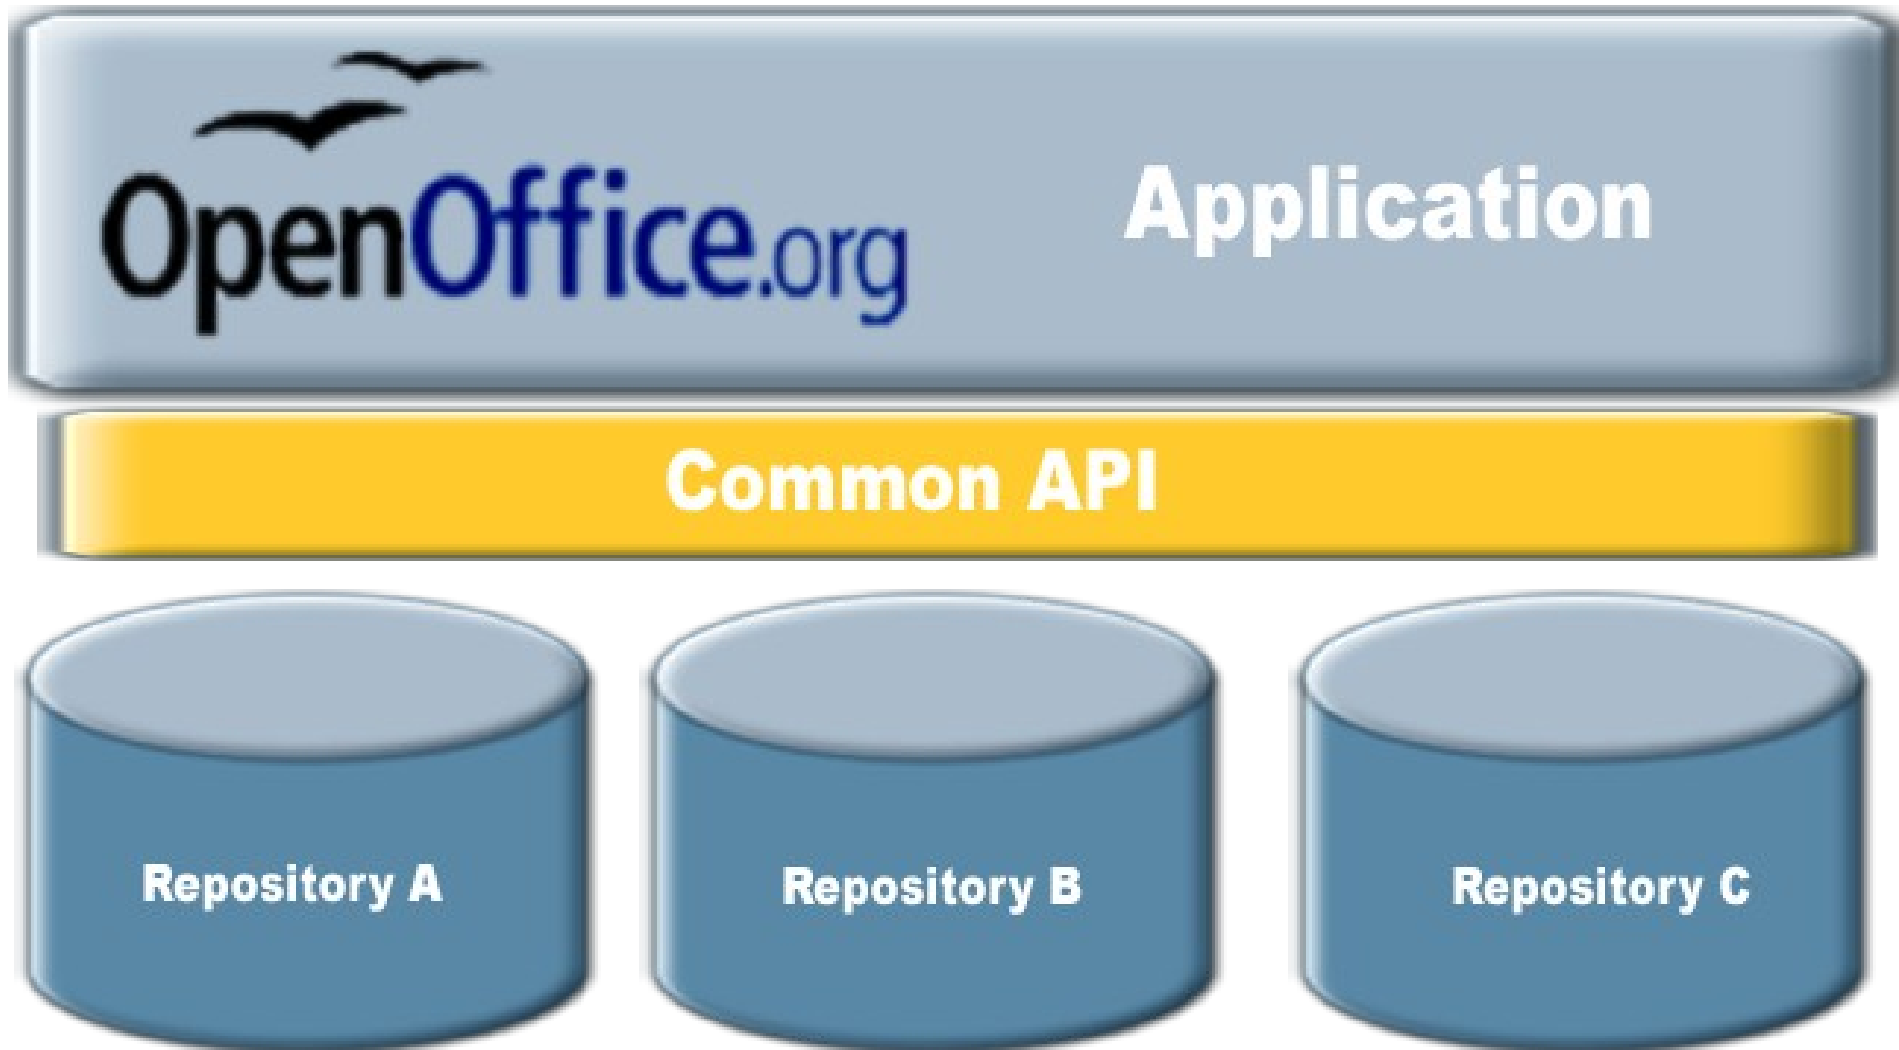 OpenOffice.org
Application
Common API
Repository A
Repository B
Repository C